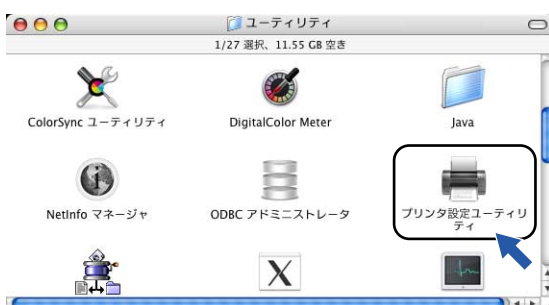 ユーティリティ
1/27 選択、11.55 GB 空き
ColorSync ユーティリティ
DigitalColor Meter
Java
NetInfo マネージャ
ODBC アドミニストレータ
プリンタ設定ユーティリ
ティ